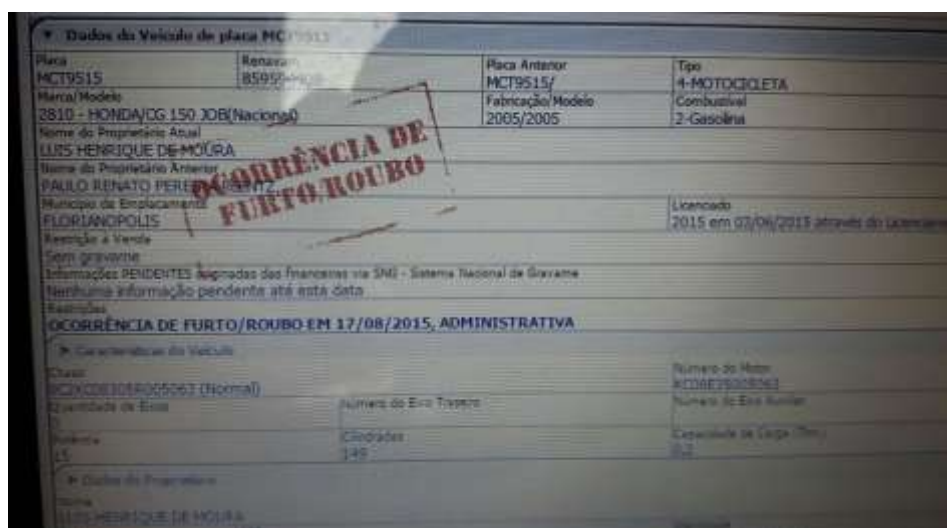 Dados do Veículo de placa
Placa Renavam Placa Anterior Tipo
MCT9515 MCT9515/ 4-MOTOCICLETA
Marca/Modelo Fabricação/Modelo Combustível
2810 - HONDA/CG 150 JOB(Nacional) 2005/2005 2-Gasolina
Nome do Proprietário Atual
LUIS HENRIQUE DE MOURA
Nome do Proprietário Anterior
PAULO RENATO
OCORRÊNCIA DE
FURTO/ROUBO
Município de Emplacamento Licenciado
FLORIANOPOLIS 2015 em 03/06/2015 através do
Restrição à Venda
Sem gravame
Informações PENDENTES das financeiras via SNG - Sistema Nacional de Gravame
Nenhuma informação pendente até esta data
Restrições
OCORRÊNCIA DE FURTO/ROUBO EM 17/08/2015, ADMINISTRATIVA
Características do Veículo
Chassi Número do Motor
(Normal)
Quantidade de Eixos Número do Eixo Traseiro Número do Eixo Auxiliar
Potência Cilindradas Capacidade de Carga
149
Dados do Proprietário
Nome
LUIS HENRIQUE DE MOURA